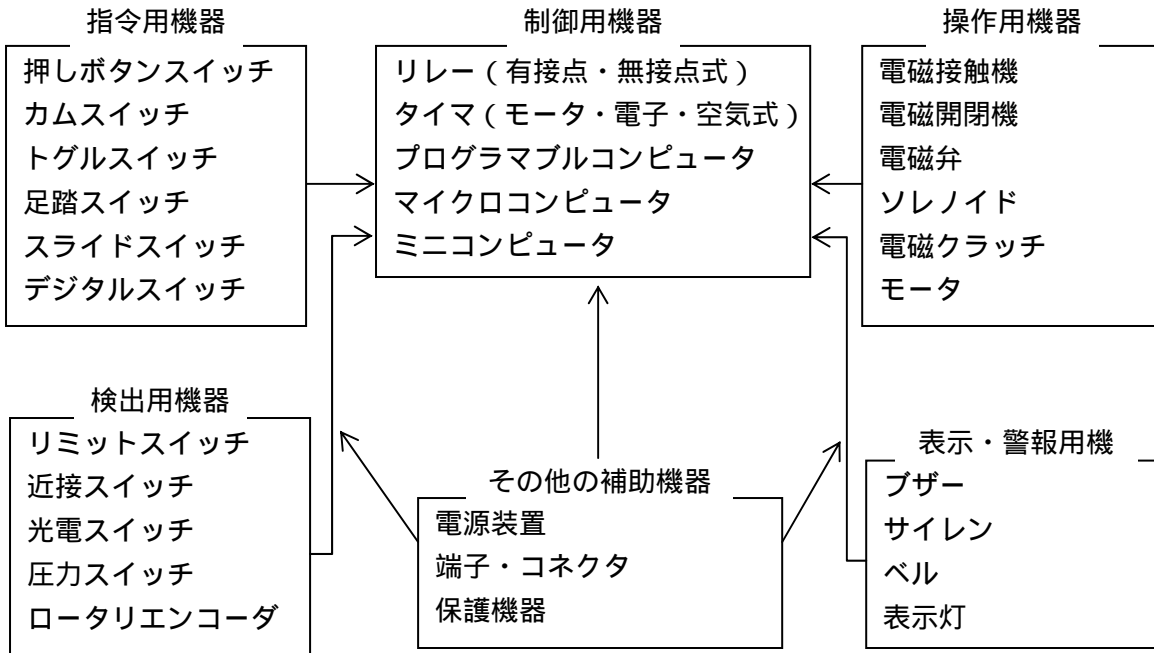 指令用機器
押しボタンスイッチ
カムスイッチ
トグルスイッチ
足踏スイッチ
スライドスイッチ
デジタルスイッチ
制御用機器
リレー(有接点・無接点式)
タイマ(モータ・電子・空気式)
プログラマブルコンピュータ
マイクロコンピュータ
ミニコンピュータ
操作用機器
電磁接触機
電磁開閉機
電磁弁
ソレノイド
電磁クラッチ
モータ
検出用機器
リミットスイッチ
近接スイッチ
光電スイッチ
圧力スイッチ
ロータリエンコーダ
その他の補助機器
電源装置
端子・コネクタ
保護機器
表示・警報用機
ブザー
サイレン
ベル
表示灯